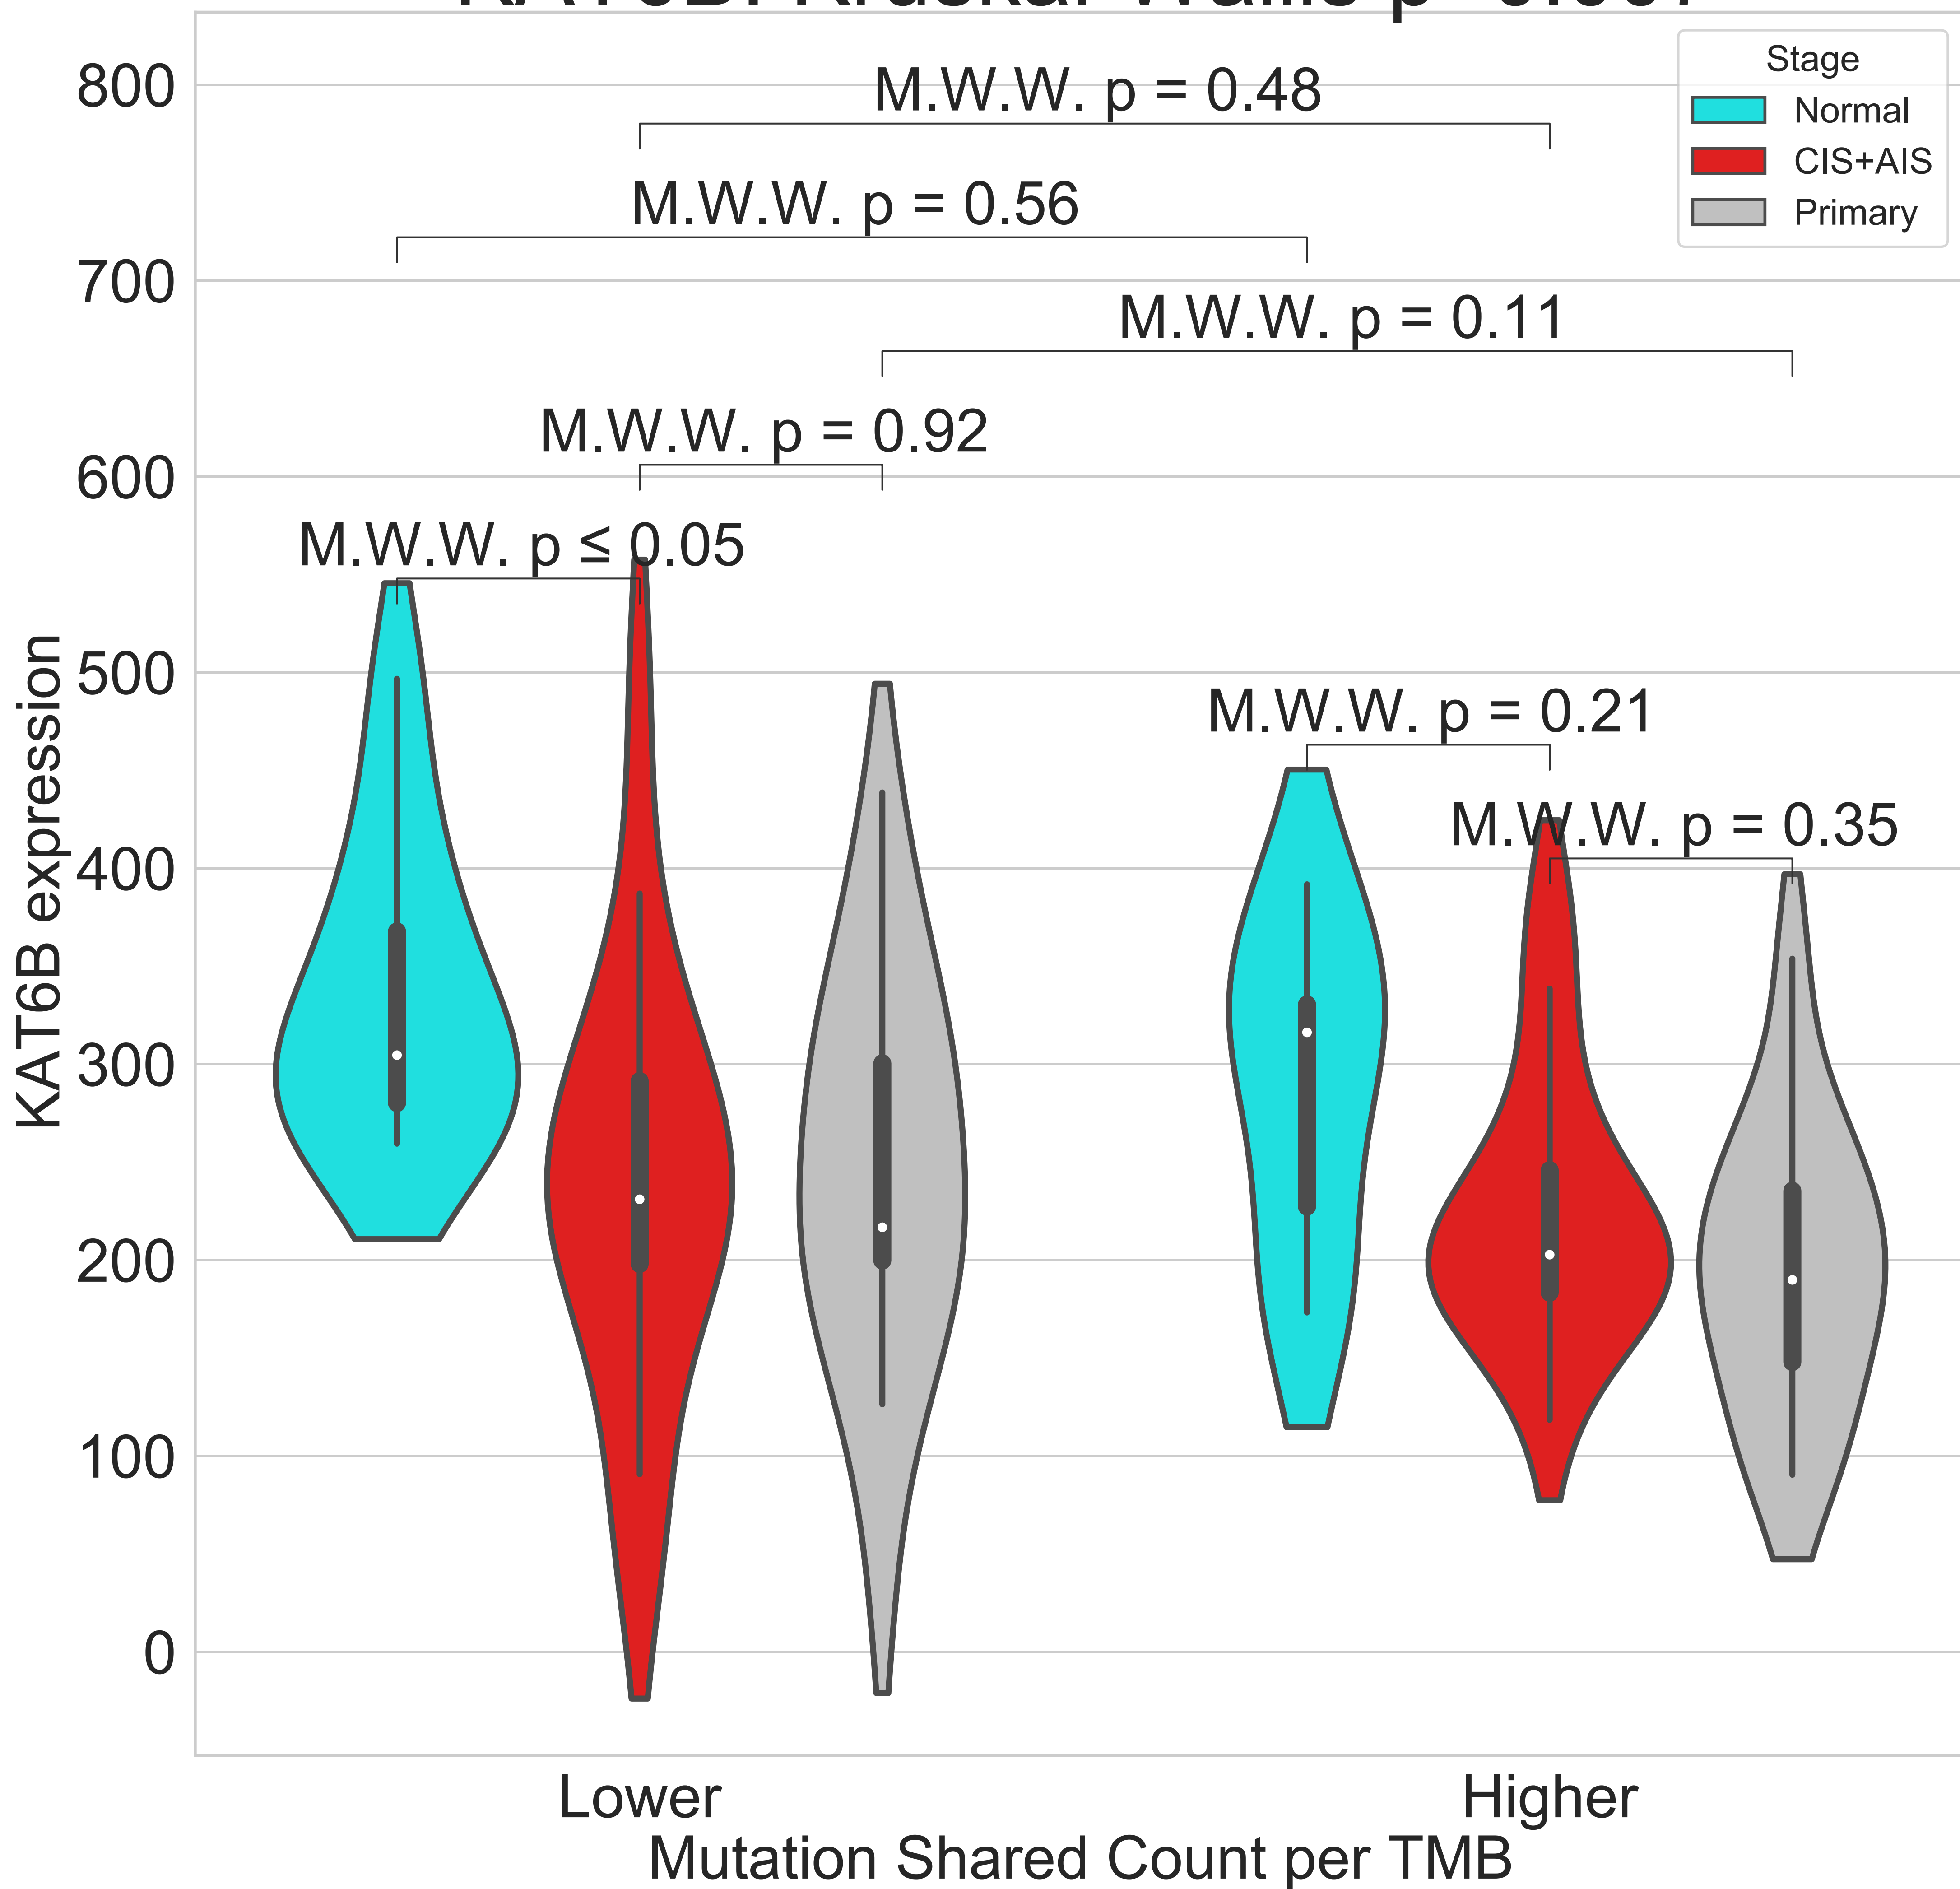 Stage
Normal
CIS+AIS
Primary
M.W.W. p = 0.48
M.W.W. p = 0.56
M.W.W. p = 0.11
M.W.W. p = 0.92
M.W.W. p ≤ 0.05
M.W.W. p = 0.21
M.W.W. p = 0.35
800
700
600
500
400
300
200
100
0
KAT6B expression
Lower
Higher
Mutation Shared Count per TMB